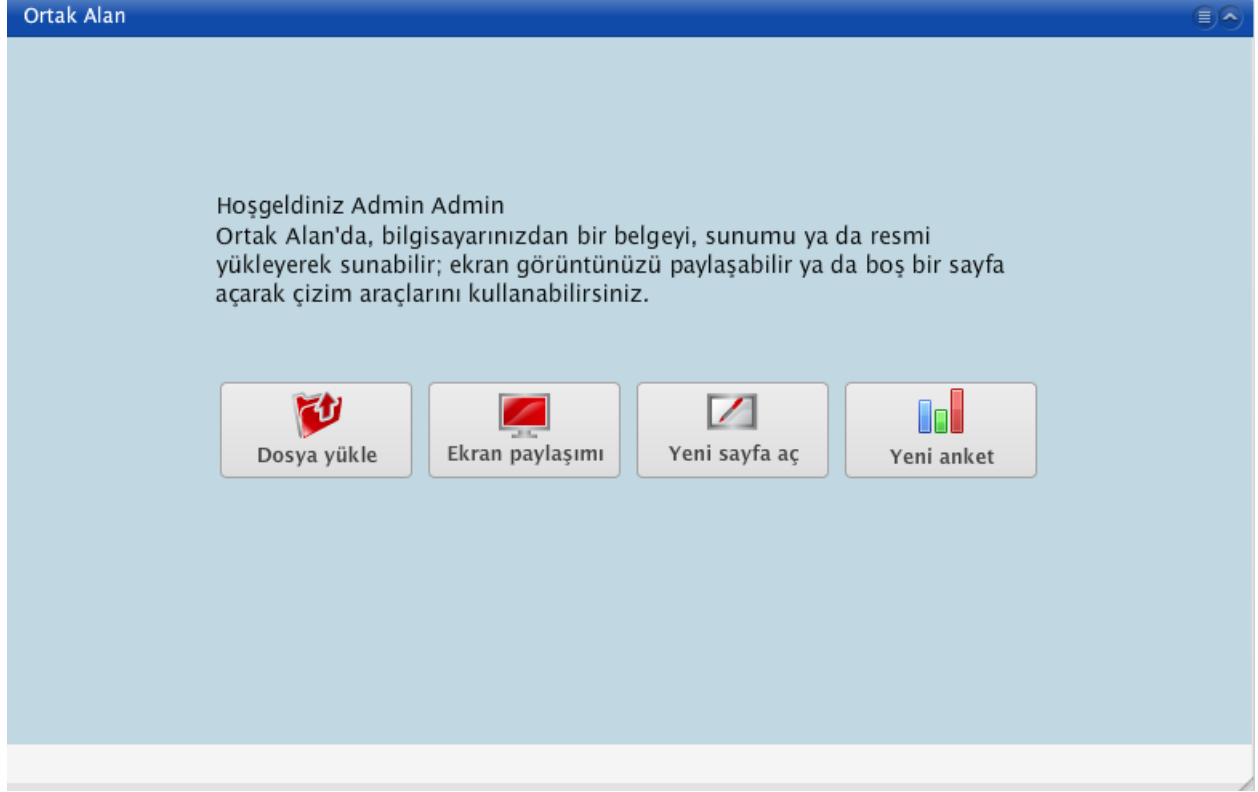 Ortak Alan
Hoşgeldiniz Admin Admin
Ortak Alan'da, bilgisayarınızdan bir belgeyi, sunumu ya da resmi
yükleyerek sunabilir; ekran görüntünüzü paylaşabilir ya da boş bir sayfa
açarak çizim araçlarını kullanabilirsiniz.
Dosya yükle
Ekran paylaşımı
Yeni sayfa aç
Yeni anket